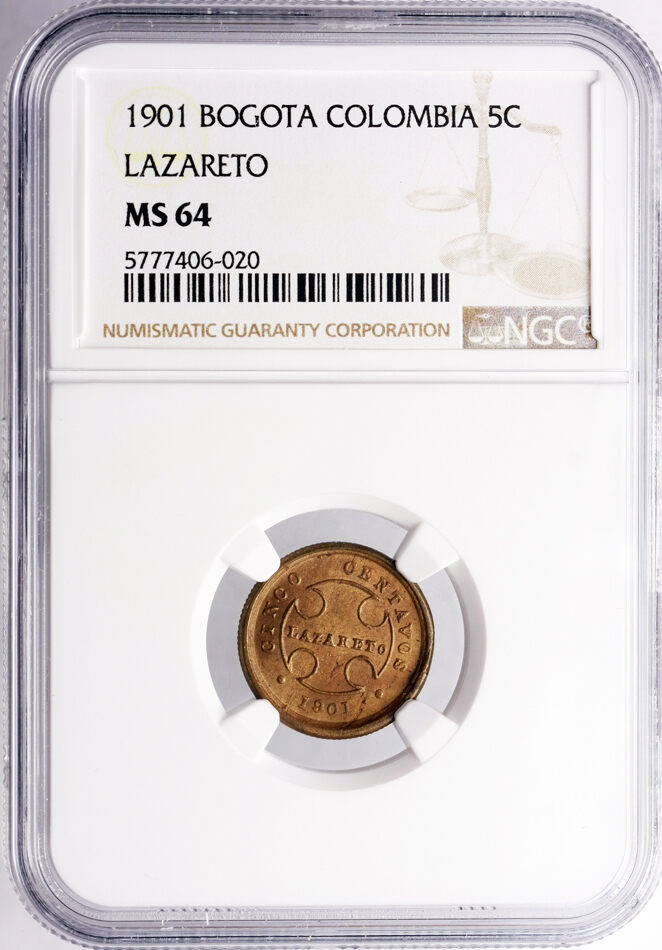 1901 BOGOTA COLOMBIA 5C
LAZARETO
MS 64
5777406-020
NUMISMATIC GUARANTY CORPORATION
NGC
CINCO CENTAVOS
LAZARETO
1901